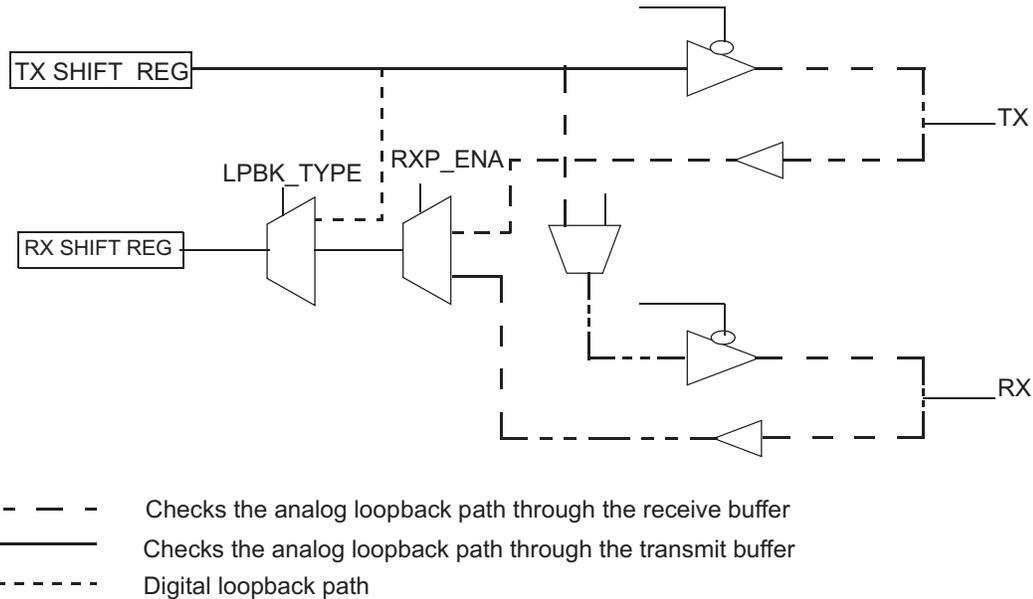 TX SHIFT REG
TX
LPBK_TYPE
RXP_ENA
RX SHIFT REG
RX
Checks the analog loopback path through the receive buffer
Checks the analog loopback path through the transmit buffer
Digital loopback path